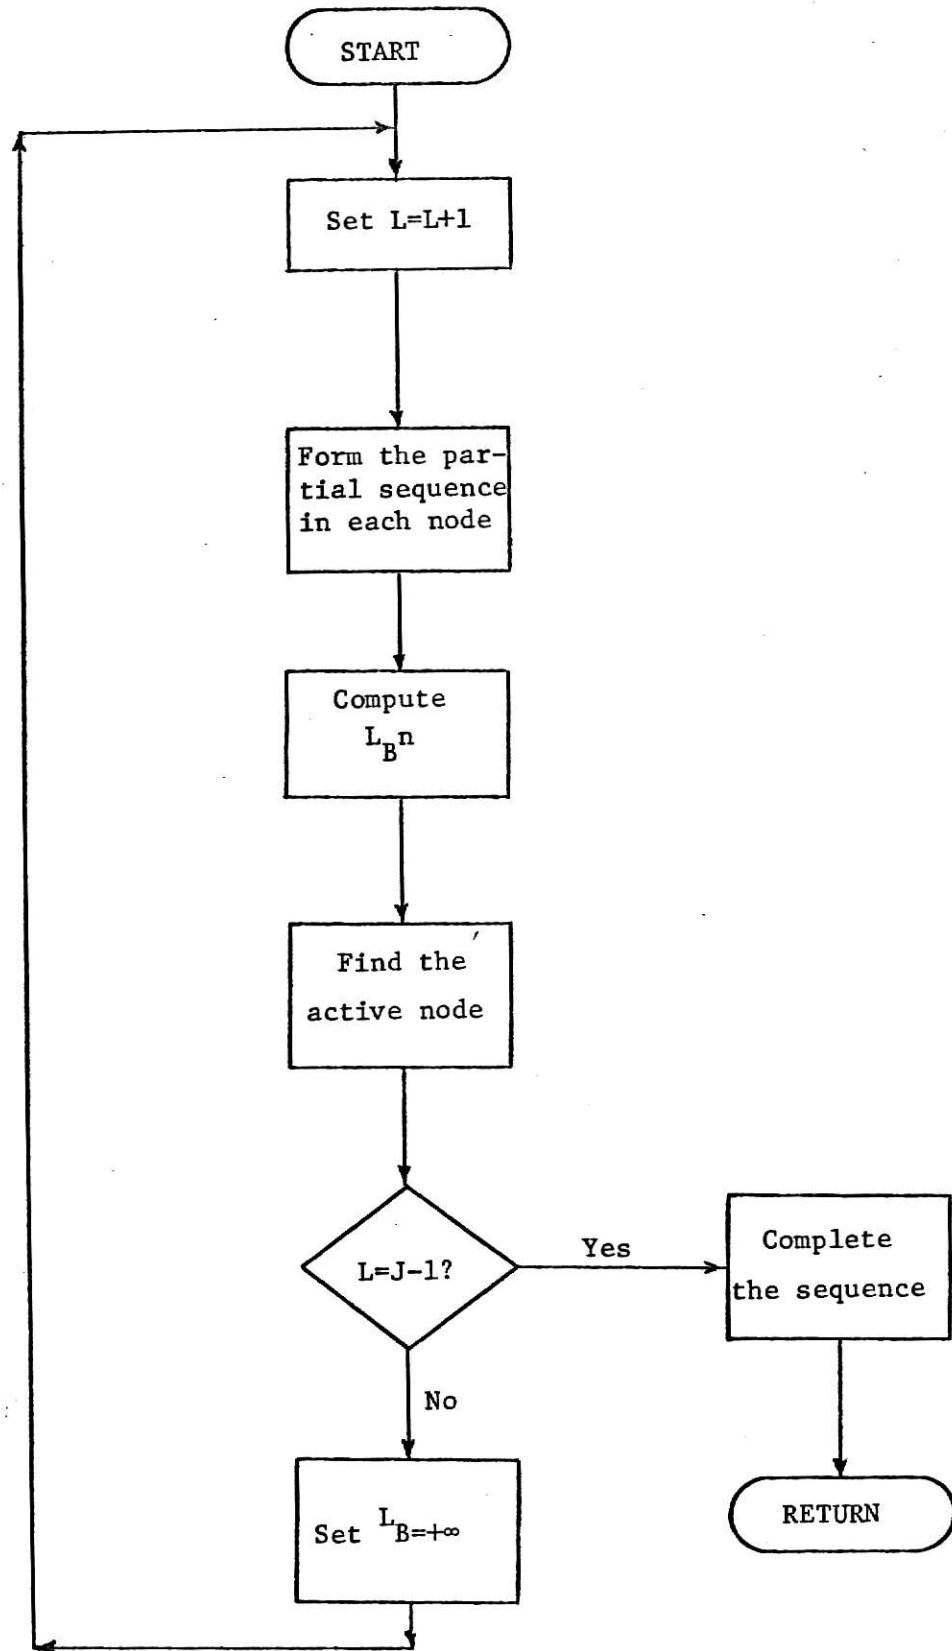 START
Set L=L+1
Form the par-
tial sequence
in each node
Compute
L_B n
Find the
active node
L=J-1?
Yes
Complete
the sequence
No
Set L_B=+∞
RETURN